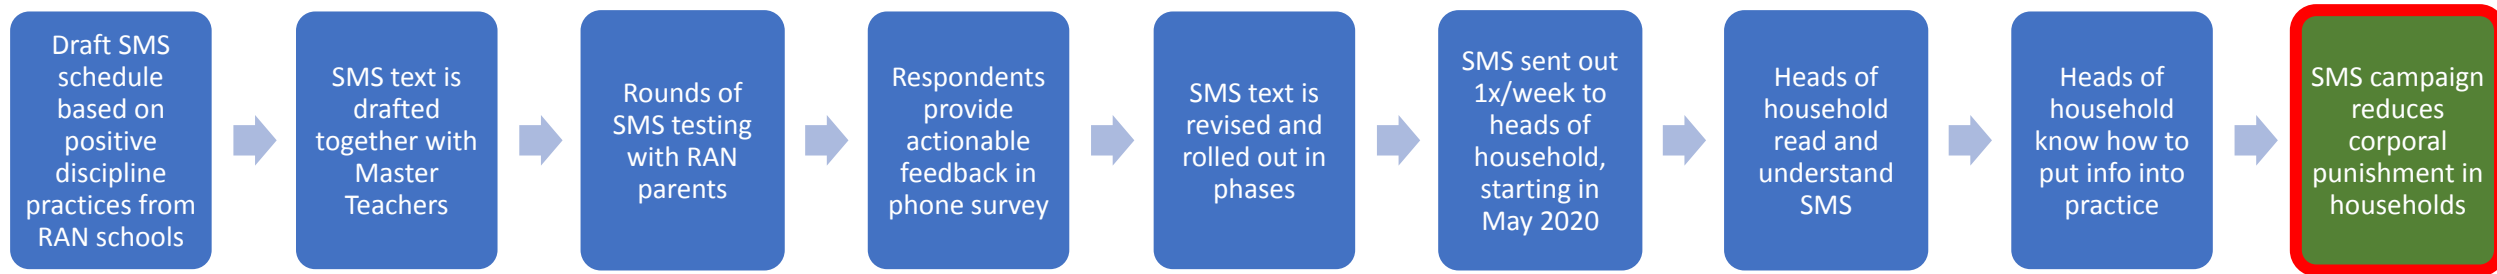 Draft SMS
schedule
based on
positive
discipline
practices from
RAN schools
SMS text is
drafted
together with
Master
Teachers
Rounds of
SMS testing
with RAN
parents
Respondents
provide
actionable
feedback in
phone survey
SMS text is
revised and
rolled out in
phases
SMS sent out
1x/week to
heads of
household,
starting in
May 2020
Heads of
household
read and
understand
SMS
Heads of
household
know how to
put info into
practice
SMS campaign
reduces
corporal
punishment in
households